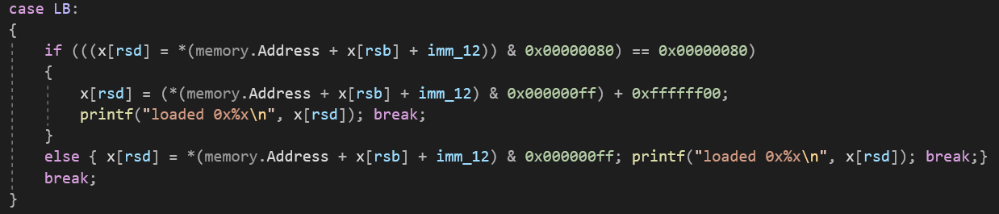 case LB:
{
if (((x[rsd] = *(memory.Address + x[rsb] + imm_12)) & 0x00000080) == 0x00000080)
{
x[rsd] = (*(memory.Address + x[rsb] + imm_12) & 0x000000ff) + 0xffffff00;
printf("loaded 0x%x\n", x[rsd]); break;
}
else { x[rsd] = *(memory.Address + x[rsb] + imm_12) & 0x000000ff; printf("loaded 0x%x\n", x[rsd]); break;}
break;
}